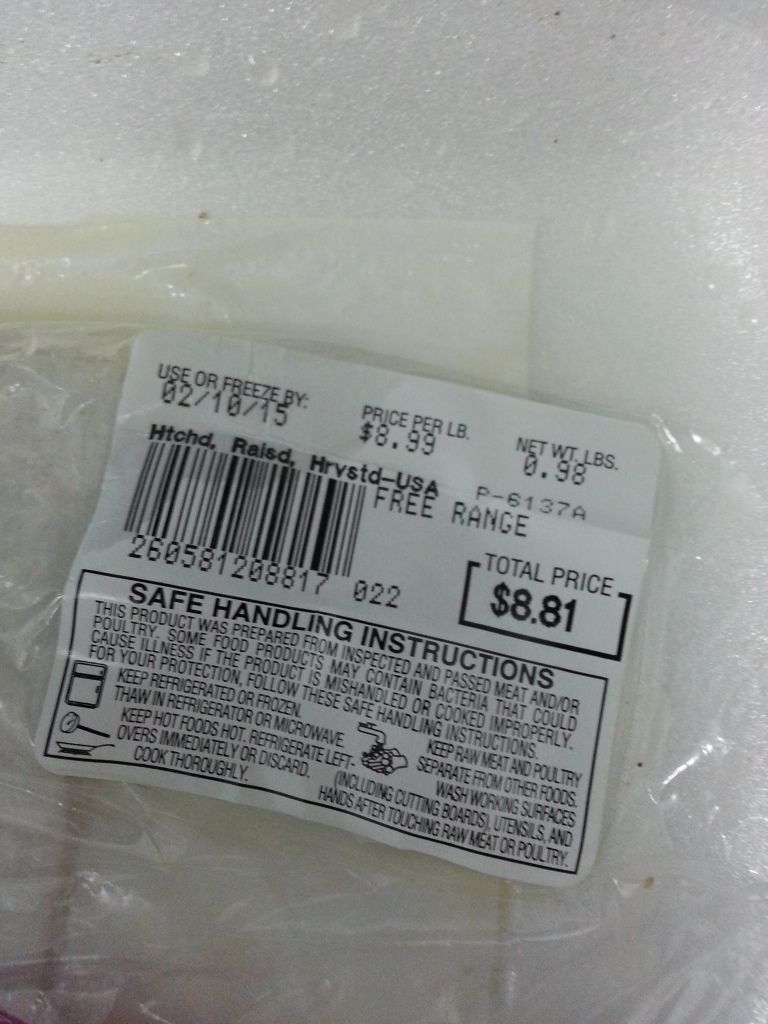 USE OR FREEZE BY:
02/10/15
PRICE PER LB.
$8.99
NET WT. LBS.
0.98
Htchd, Raisd, Hrvstd-USA
P-6137A
FREE RANGE
260581208817 022
TOTAL PRICE
$8.81
SAFE HANDLING INSTRUCTIONS
THIS PRODUCT WAS PREPARED FROM INSPECTED AND PASSED MEAT AND/OR
POULTRY. SOME FOOD PRODUCTS MAY CONTAIN BACTERIA THAT COULD
CAUSE ILLNESS IF THE PRODUCT IS MISHANDLED OR COOKED IMPROPERLY.
FOR YOUR PROTECTION, FOLLOW THESE SAFE HANDLING INSTRUCTIONS.
KEEP REFRIGERATED OR FROZEN.
THAW IN REFRIGERATOR OR MICROWAVE.
KEEP HOT FOODS HOT. REFRIGERATE LEFT-
OVERS IMMEDIATELY OR DISCARD.
COOK THOROUGHLY.
KEEP RAW MEAT AND POULTRY
SEPARATE FROM OTHER FOODS.
WASH WORKING SURFACES
(INCLUDING CUTTING BOARDS), UTENSILS, AND
HANDS AFTER TOUCHING RAW MEAT OR POULTRY.